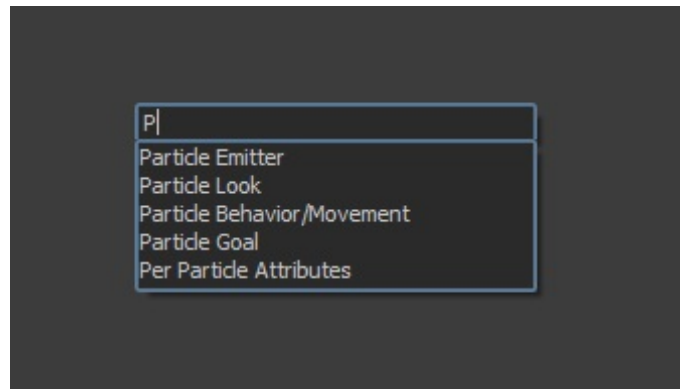 P
Particle Emitter
Particle Look
Particle Behavior/Movement
Particle Goal
Per Particle Attributes